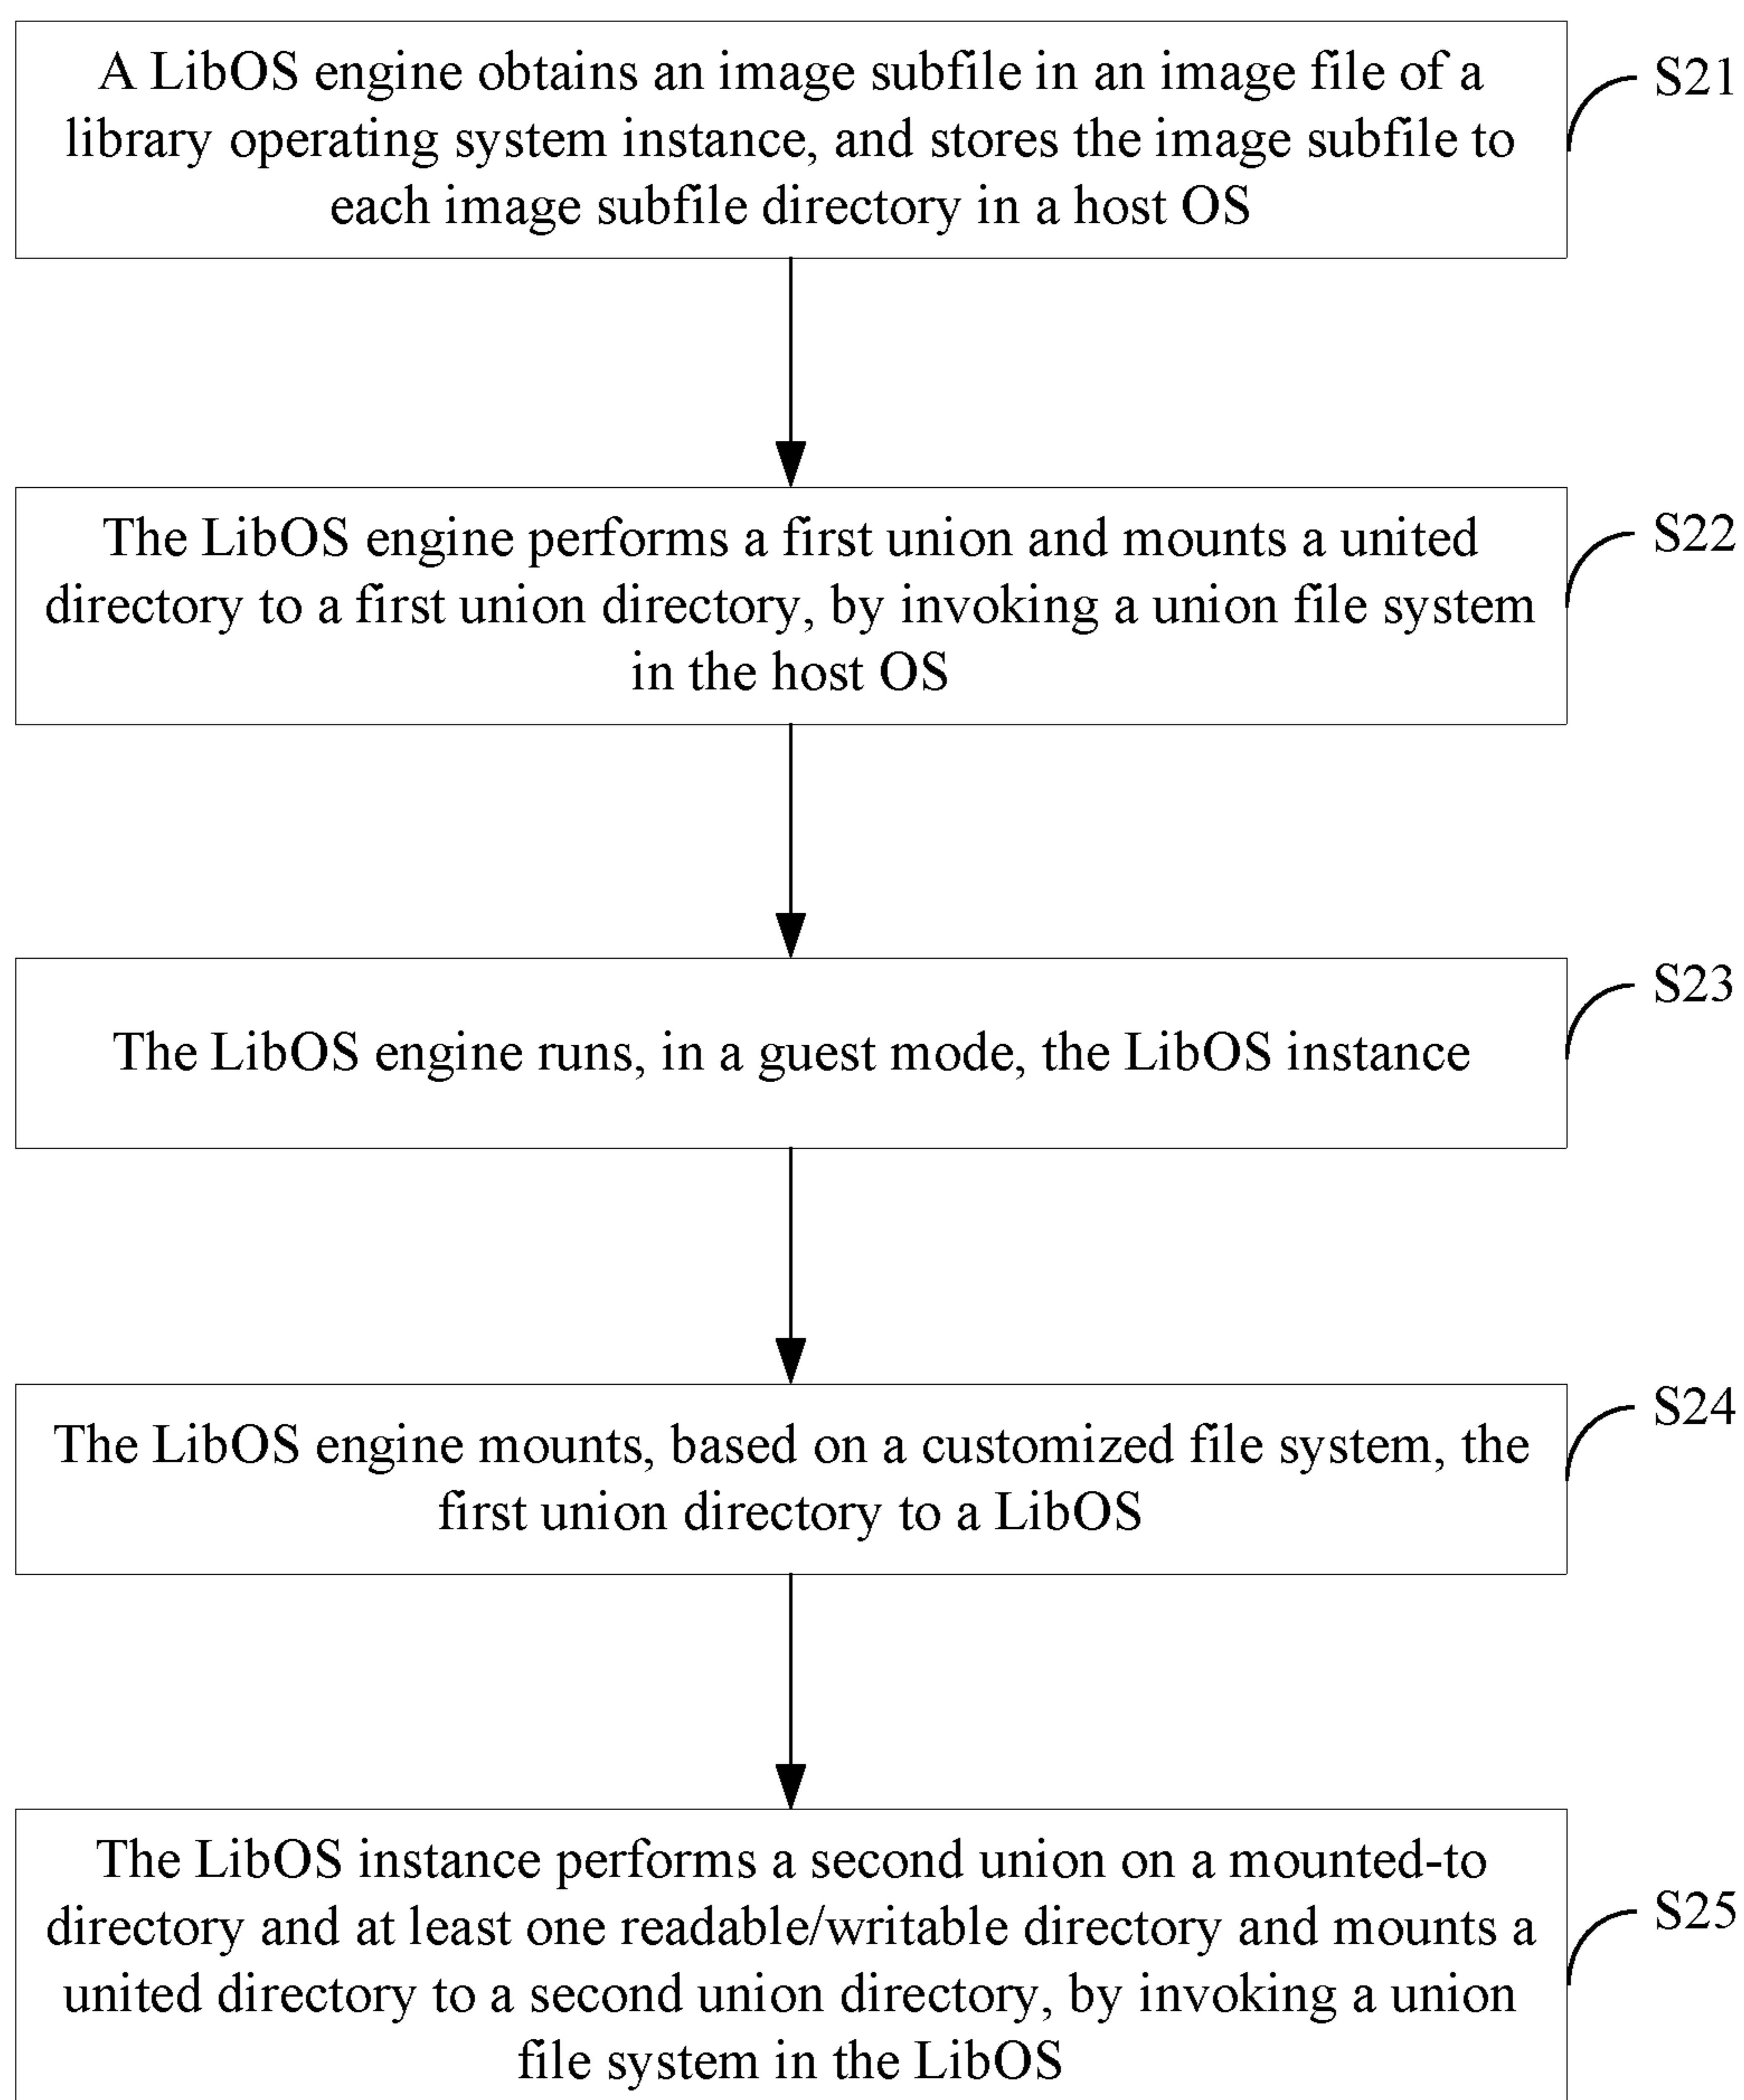 A LibOS engine obtains an image subfile in an image file of a
library operating system instance, and stores the image subfile to
each image subfile directory in a host OS
S21
The LibOS engine performs a first union and mounts a united
directory to a first union directory, by invoking a union file system
in the host OS
S22
The LibOS engine runs, in a guest mode, the LibOS instance
S23
The LibOS engine mounts, based on a customized file system, the
first union directory to a LibOS
S24
The LibOS instance performs a second union on a mounted-to
directory and at least one readable/writable directory and mounts a
united directory to a second union directory, by invoking a union
file system in the LibOS
S25